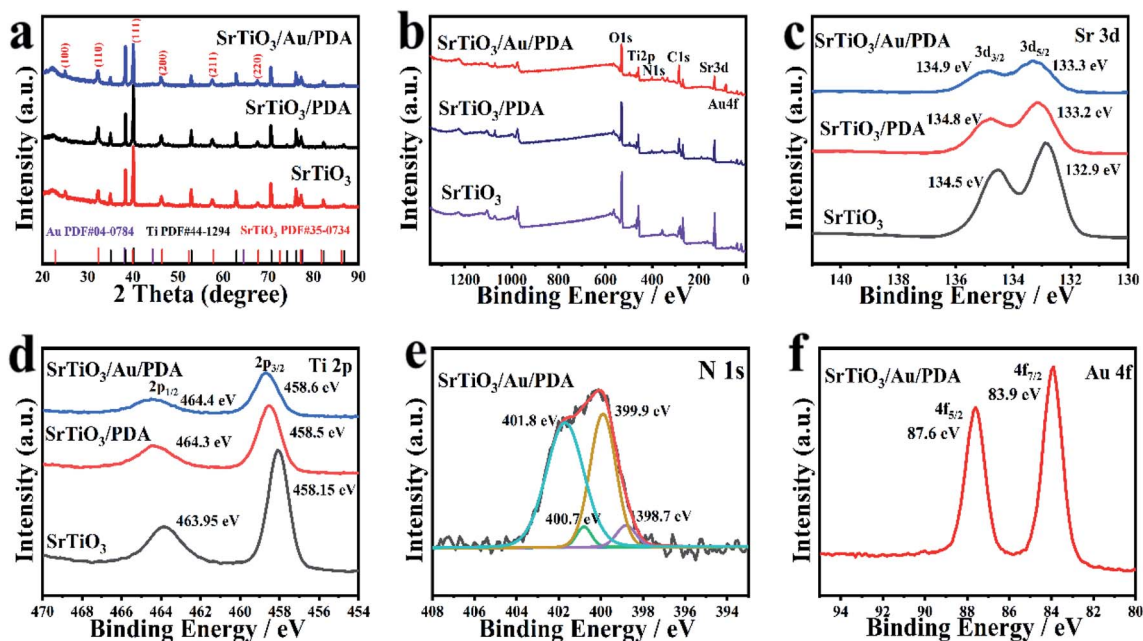 a
(100)
(110)
(111)
(200)
(211)
(220)
SrTiO3/Au/PDA
SrTiO3/PDA
SrTiO3
Au PDF#04-0784 Ti PDF#44-1294 SrTiO3 PDF#35-0734
20 30 40 50 60 70 80 90
2 Theta (degree)
Intensity (a.u.)
b
SrTiO3/Au/PDA
O1s
Ti2p
N1s
C1s
Sr3d
Au4f
SrTiO3/PDA
SrTiO3
1200 1000 800 600 400 200 0
Binding Energy / eV
Intensity (a.u.)
c
Sr 3d
SrTiO3/Au/PDA
3d3/2
3d5/2
134.9 eV
133.3 eV
SrTiO3/PDA
134.8 eV
133.2 eV
134.5 eV
132.9 eV
SrTiO3
140 138 136 134 132 130
Binding Energy / eV
Intensity (a.u.)
d
Ti 2p
SrTiO3/Au/PDA
2p1/2
2p3/2
464.4 eV
458.6 eV
SrTiO3/PDA
464.3 eV
458.5 eV
458.15 eV
463.95 eV
SrTiO3
470 468 466 464 462 460 458 456 454
Binding Energy / eV
Intensity (a.u.)
e
N 1s
SrTiO3/Au/PDA
401.8 eV
399.9 eV
400.7 eV
398.7 eV
408 406 404 402 400 398 396 394
Binding Energy / eV
Intensity (a.u.)
f
Au 4f
SrTiO3/Au/PDA
4f7/2
83.9 eV
4f5/2
87.6 eV
94 92 90 88 86 84 82 80
Binding Energy / eV
Intensity (a.u.)